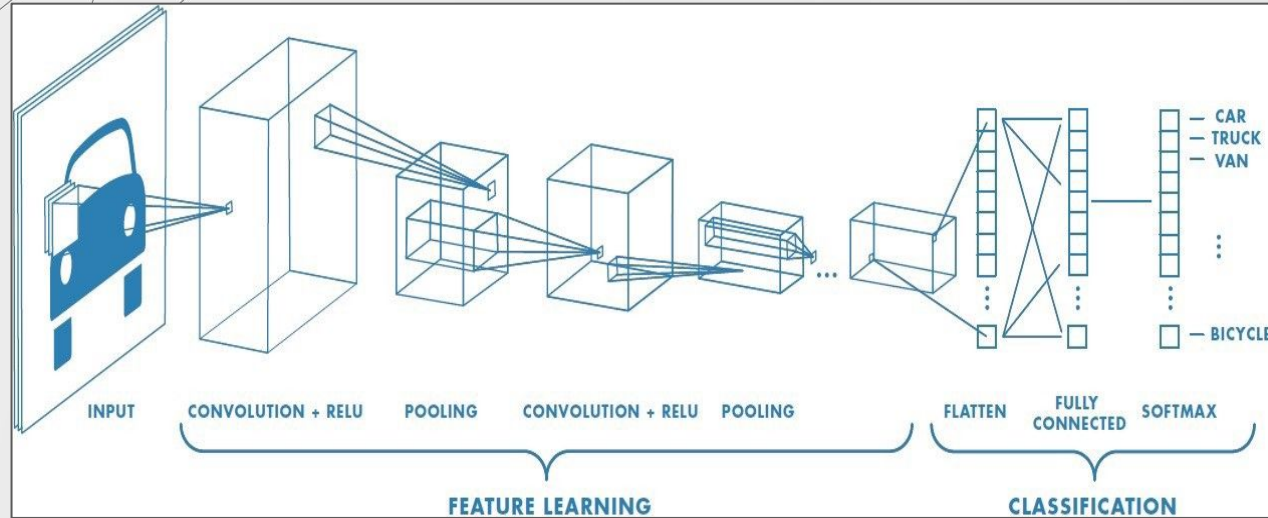 CAR
TRUCK
VAN
BICYCLE
INPUT
CONVOLUTION + RELU
POOLING
CONVOLUTION + RELU
POOLING
FLATTEN
FULLY
CONNECTED
SOFTMAX
FEATURE LEARNING
CLASSIFICATION